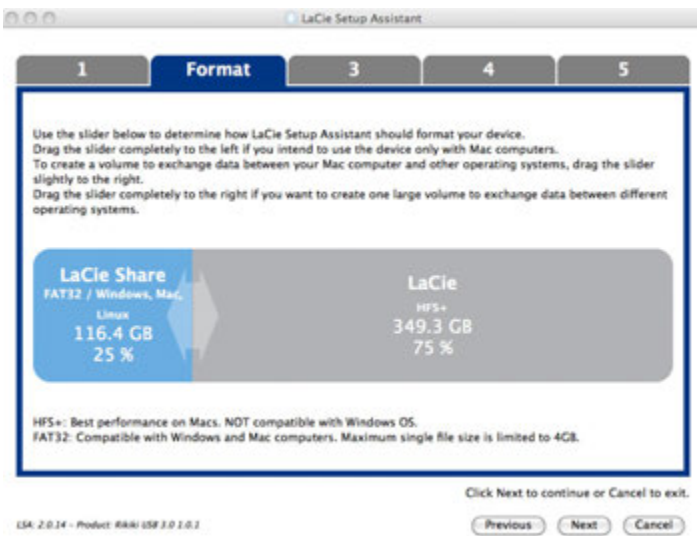 LaCie Setup Assistant
1 Format 3 4 5
Use the slider below to determine how LaCie Setup Assistant should format your device.
Drag the slider completely to the left if you intend to use the device only with Mac computers.
To create a volume to exchange data between your Mac computer and other operating systems, drag the slider
slightly to the right.
Drag the slider completely to the right if you want to create one large volume to exchange data between different
operating systems.
LaCie Share
FAT32 / Windows, Mac,
Linux
116.4 GB
25 %
LaCie
HFS+
349.3 GB
75 %
HFS+: Best performance on Macs. NOT compatible with Windows OS.
FAT32: Compatible with Windows and Mac computers. Maximum single file size is limited to 4GB.
Click Next to continue or Cancel to exit.
LSA: 2.0.14 - Product: Rikiki USB 3.0 1.0.1
Previous Next Cancel